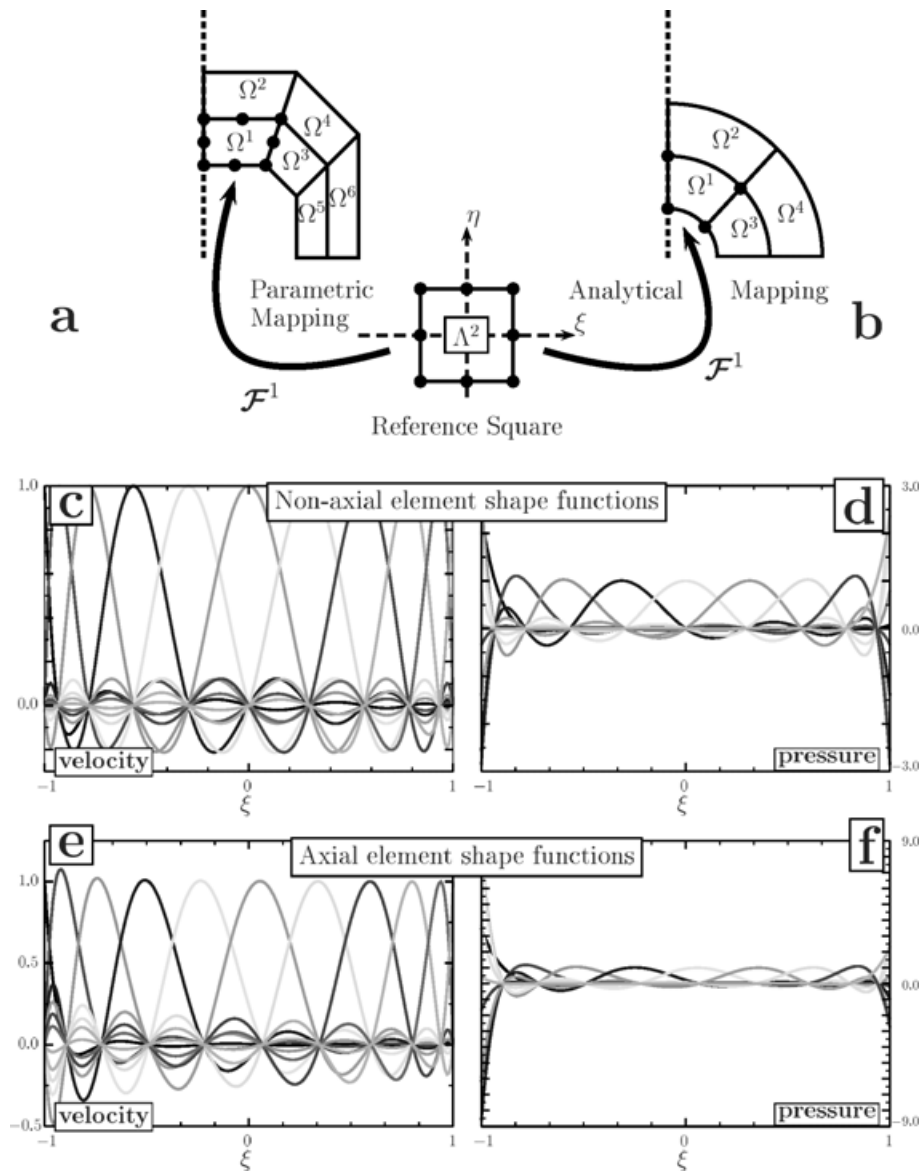 Ω²
Ω¹
Ω⁴
Ω³
Ω⁵
Ω⁶
Ω²
Ω¹
Ω⁴
Ω³
a
Parametric
Mapping
η
ξ
Λ²
Reference Square
Analytical
Mapping
b
𝓕¹
𝓕¹
c
Non-axial element shape functions
d
1.0
0.0
velocity
−1
0
1
ξ
3.0
0.0
−3.0
pressure
−1
0
1
ξ
e
Axial element shape functions
f
1.0
0.5
0.0
−0.5
velocity
−1
0
1
ξ
9.0
0.0
−9.0
pressure
−1
0
1
ξ